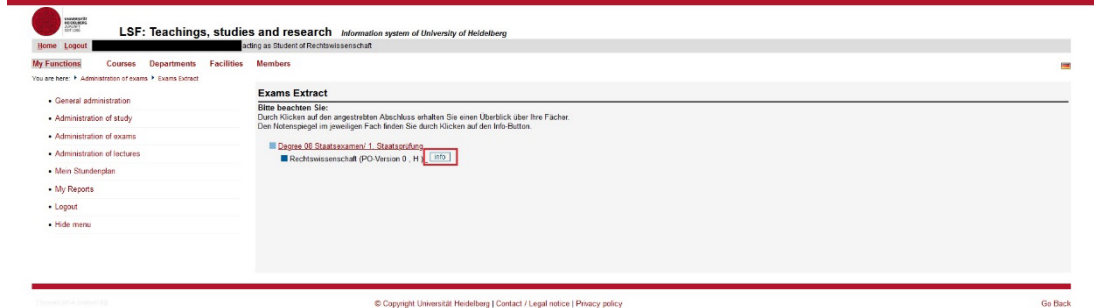 UNIVERSITÄT
HEIDELBERG
ZUKUNFT
SEIT 1386
LSF: Teachings, studies and research Information system of University of Heidelberg
Home Logout acting as Student of Rechtswissenschaft
My Functions Courses Departments Facilities Members
You are here: Administration of exams Exams Extract
General administration
Administration of study
Administration of exams
Administration of lectures
Mein Stundenplan
My Reports
Logout
Hide menu
Exams Extract
Bitte beachten Sie:
Durch Klicken auf den angestrebten Abschluss erhalten Sie einen Überblick über Ihre Fächer.
Den Notenspiegel im jeweiligen Fach finden Sie durch Klicken auf den Info-Button.
Degree 08 Staatsexamen/ 1. Staatsprüfung
Rechtswissenschaft (PO-Version 0 , H ) info
© Copyright Universität Heidelberg | Contact / Legal notice | Privacy policy
Go Back